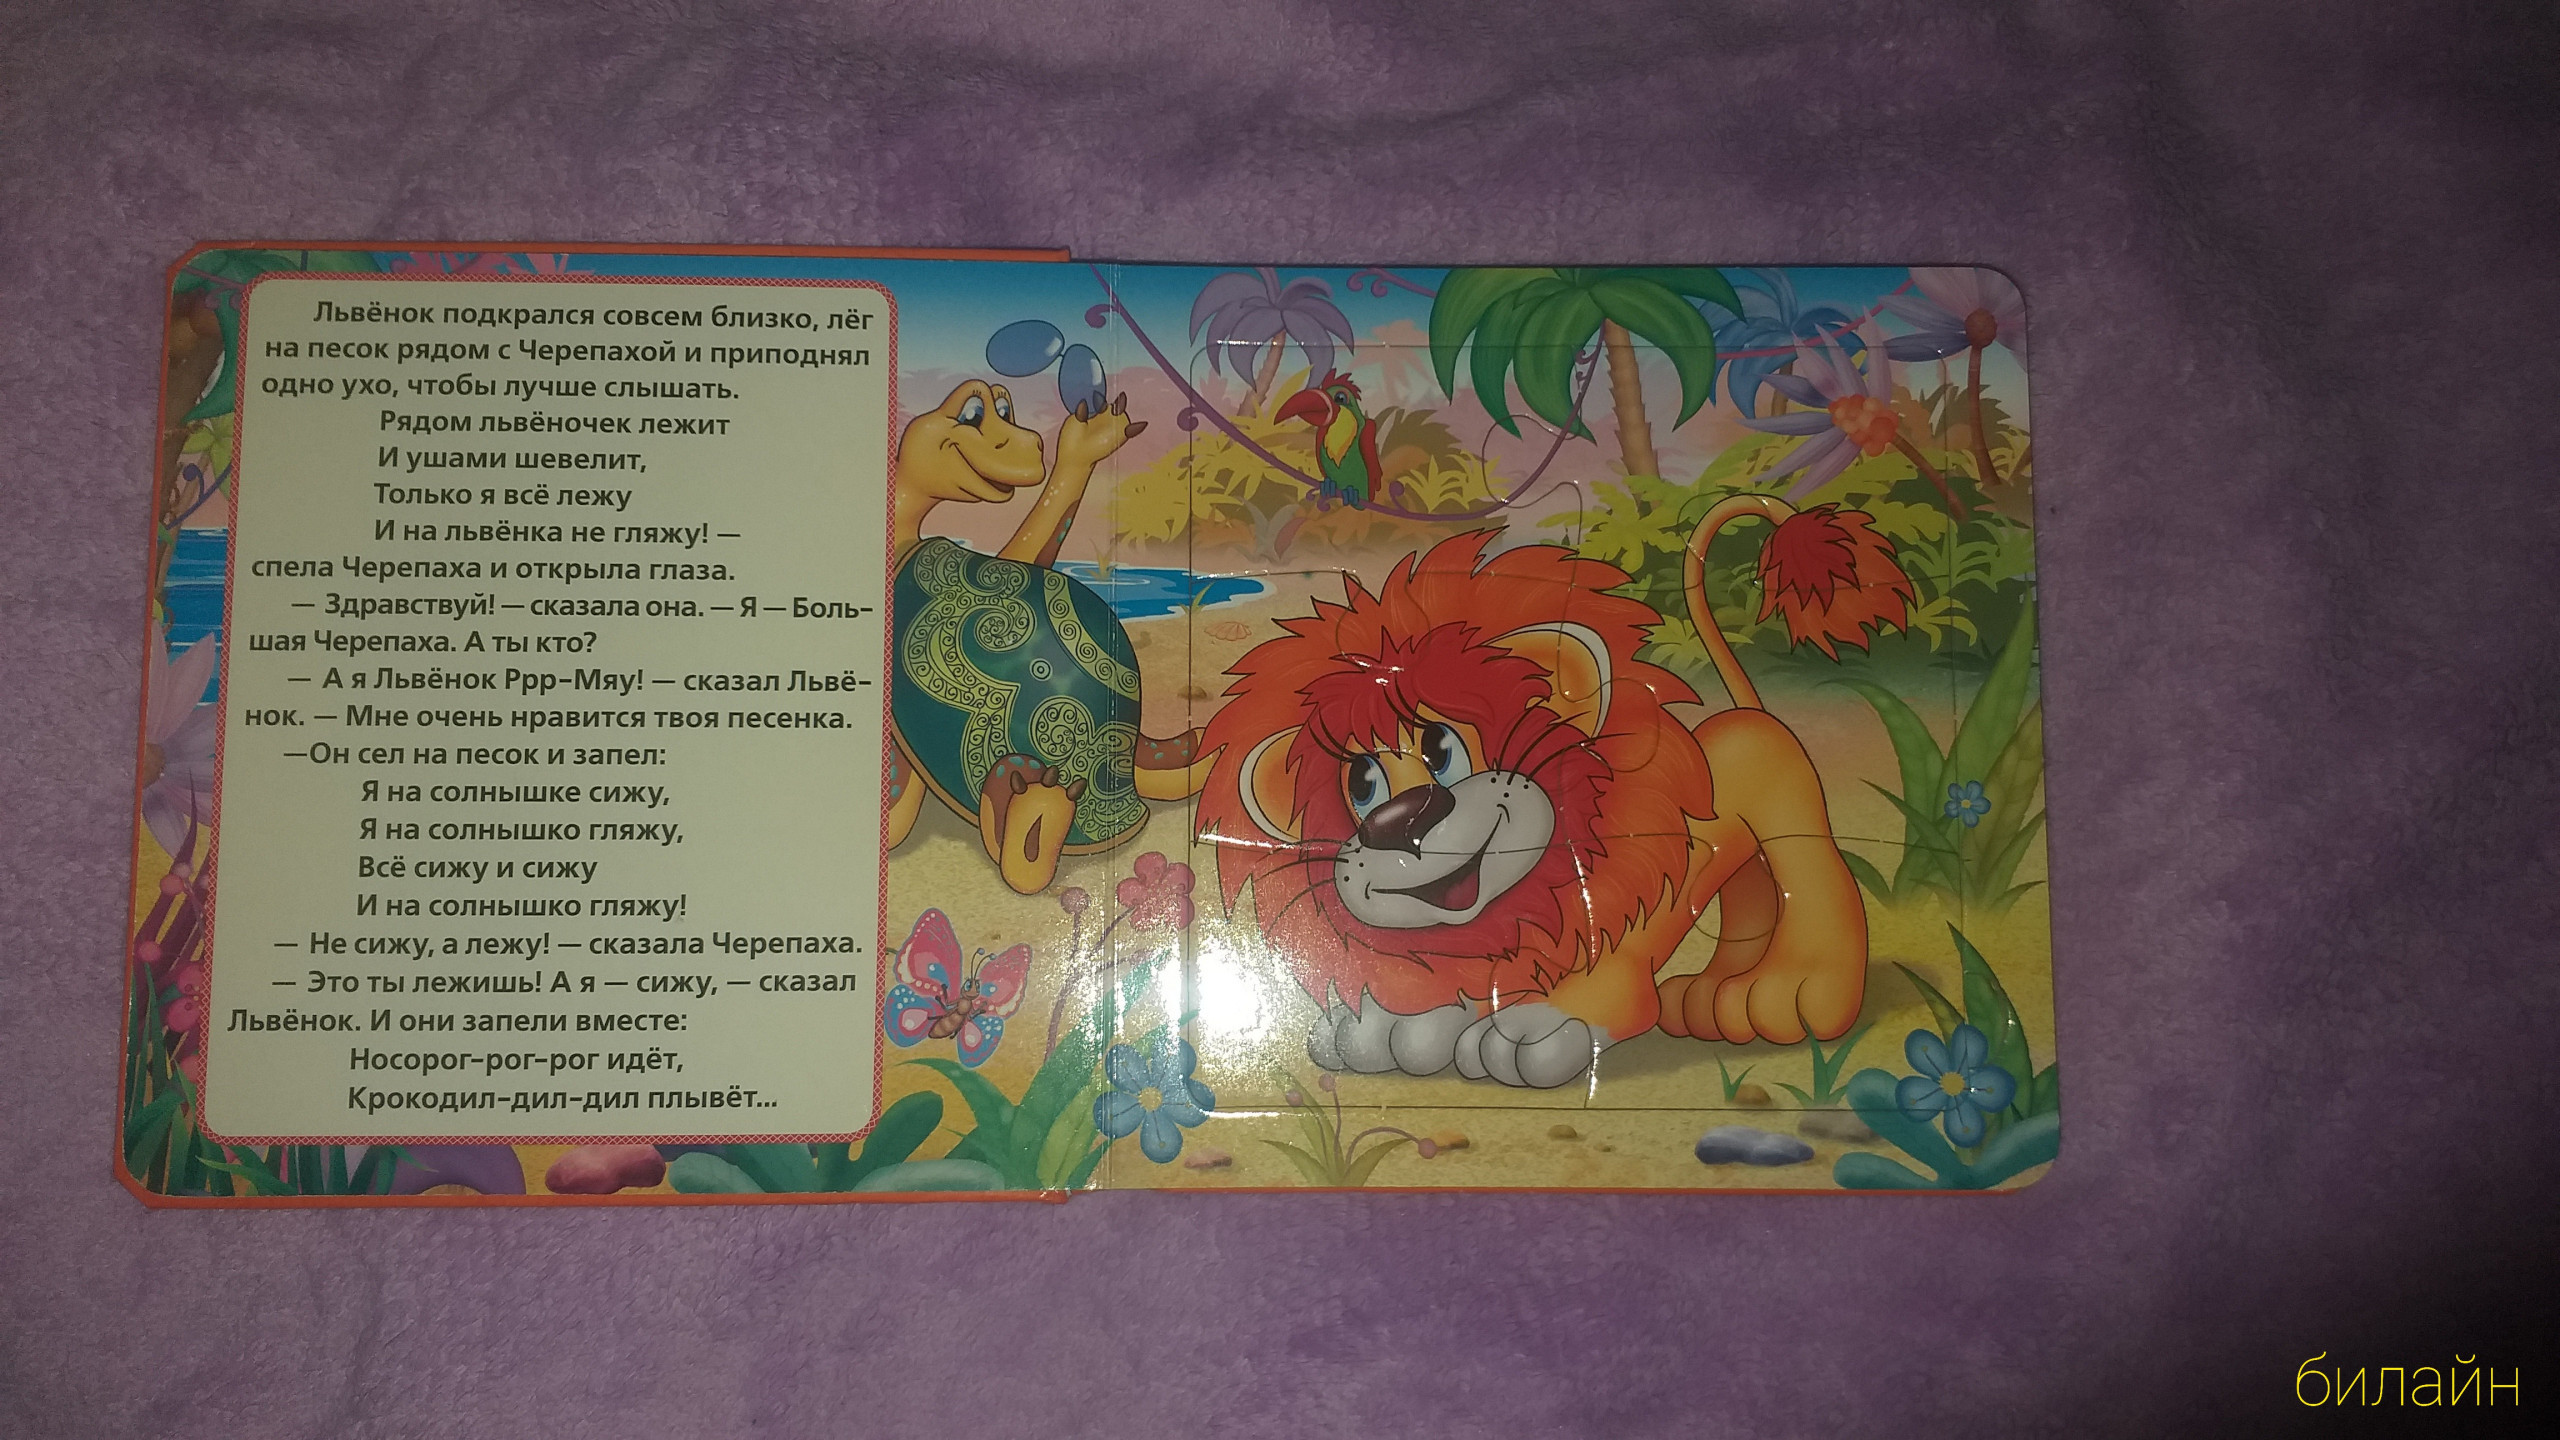 Львёнок подкрался совсем близко, лёг
на песок рядом с Черепахой и приподнял
одно ухо, чтобы лучше слышать.
Рядом львёночек лежит
И ушами шевелит,
Только я всё лежу
И на львёнка не гляжу! —
спела Черепаха и открыла глаза.
— Здравствуй! — сказала она. — Я — Боль-
шая Черепаха. А ты кто?
— А я Львёнок Ррр-Мяу! — сказал Львё-
нок. — Мне очень нравится твоя песенка.
—Он сел на песок и запел:
Я на солнышке сижу,
Я на солнышко гляжу,
Всё сижу и сижу
И на солнышко гляжу!
— Не сижу, а лежу! — сказала Черепаха.
— Это ты лежишь! А я — сижу, — сказал
Львёнок. И они запели вместе:
Носорог-рог-рог идёт,
Крокодил-дил-дил плывёт...
билайн